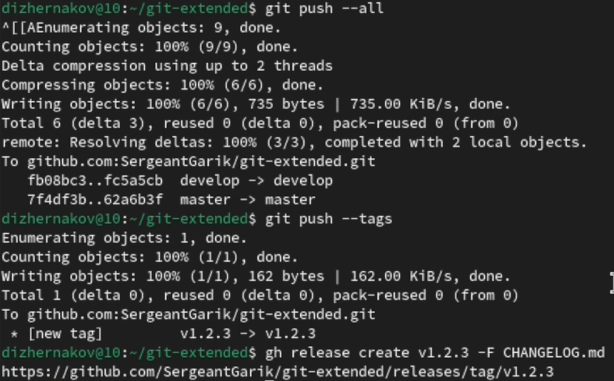 dizhernakov@10:~/git-extended$ git push --all
^[[AEnumerating objects: 9, done.
Counting objects: 100% (9/9), done.
Delta compression using up to 2 threads
Compressing objects: 100% (6/6), done.
Writing objects: 100% (6/6), 735 bytes | 735.00 KiB/s, done.
Total 6 (delta 3), reused 0 (delta 0), pack-reused 0 (from 0)
remote: Resolving deltas: 100% (3/3), completed with 2 local objects.
To github.com:SergeantGarik/git-extended.git
   fb08bc3..fc5a5cb  develop -> develop
   7f4df3b..62a6b3f  master -> master
dizhernakov@10:~/git-extended$ git push --tags
Enumerating objects: 1, done.
Counting objects: 100% (1/1), done.
Writing objects: 100% (1/1), 162 bytes | 162.00 KiB/s, done.
Total 1 (delta 0), reused 0 (delta 0), pack-reused 0 (from 0)
To github.com:SergeantGarik/git-extended.git
 * [new tag]         v1.2.3 -> v1.2.3
dizhernakov@10:~/git-extended$ gh release create v1.2.3 -F CHANGELOG.md
https://github.com/SergeantGarik/git-extended/releases/tag/v1.2.3